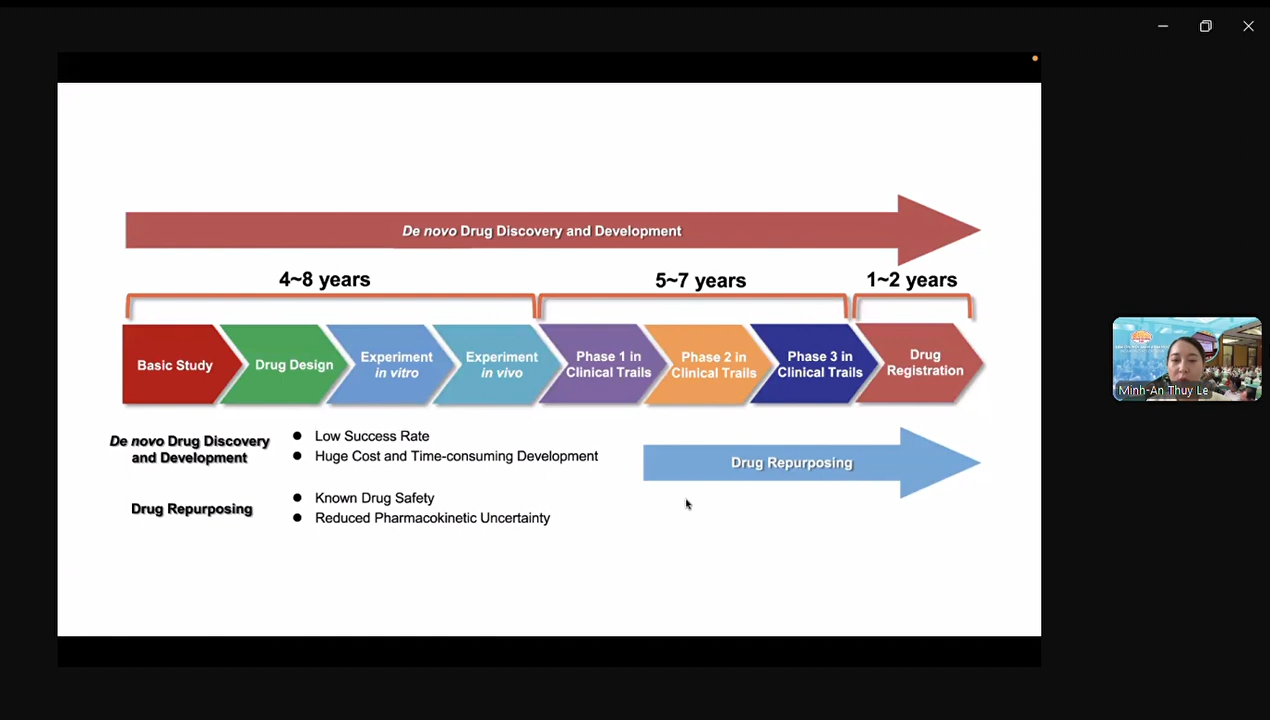 De novo Drug Discovery and Development
4~8 years
5~7 years
1~2 years
Basic Study
Drug Design
Experiment
in vitro
Experiment
in vivo
Phase 1 in
Clinical Trails
Phase 2 in
Clinical Trails
Phase 3 in
Clinical Trails
Drug
Registration
De novo Drug Discovery
and Development
Low Success Rate
Huge Cost and Time-consuming Development
Drug Repurposing
Drug Repurposing
Known Drug Safety
Reduced Pharmacokinetic Uncertainty
Minh-An Thuy Le